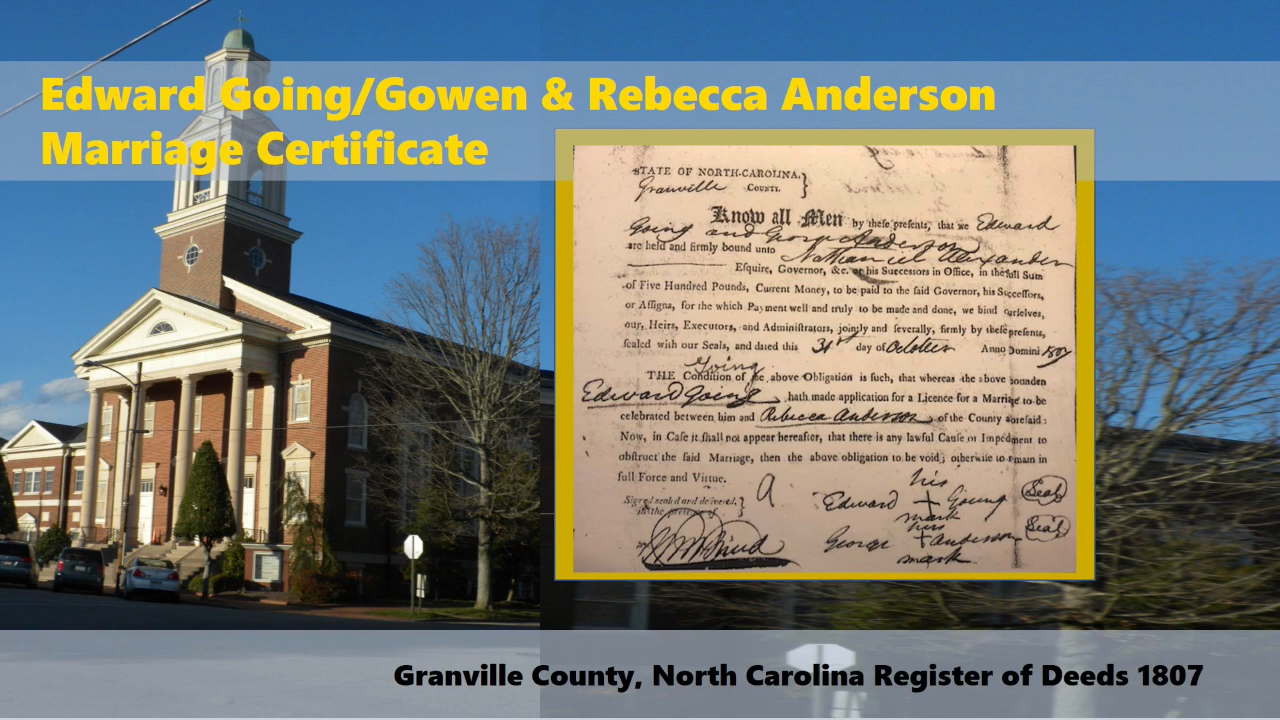 Edward Going/Gowen & Rebecca Anderson
Marriage Certificate
STATE OF NORTH-CAROLINA,
Granville COUNTY.
Know all Men by these presents, that we Edward
Going and George Anderson
are held and firmly bound unto Nathaniel Alexander
Esquire, Governor, &c. or his Successors in Office, in the full Sum
of Five Hundred Pounds, Current Money, to be paid to the said Governor, his Successors,
or Assigns, for the which Payment well and truly to be made and done, we bind ourselves,
our, Heirs, Executors, and Administrators, jointly and severally, firmly by these presents,
sealed with our Seals, and dated this 31 day of October Anno Domini 1807
Going
THE Condition of the above Obligation is such, that whereas the above bounden
Edward Going hath made application for a Licence for a Marriage to be
celebrated between him and Rebecca Anderson of the County aforesaid:
Now, in Case it shall not appear hereafter, that there is any lawful Cause or Impediment to
obstruct the said Marriage, then the above obligation to be void; otherwise to remain in
full Force and Virtue.
Signed sealed and delivered,
in the presence of
his
Edward + Going Seal
mark
his
George + Anderson Seal
mark
Granville County, North Carolina Register of Deeds 1807